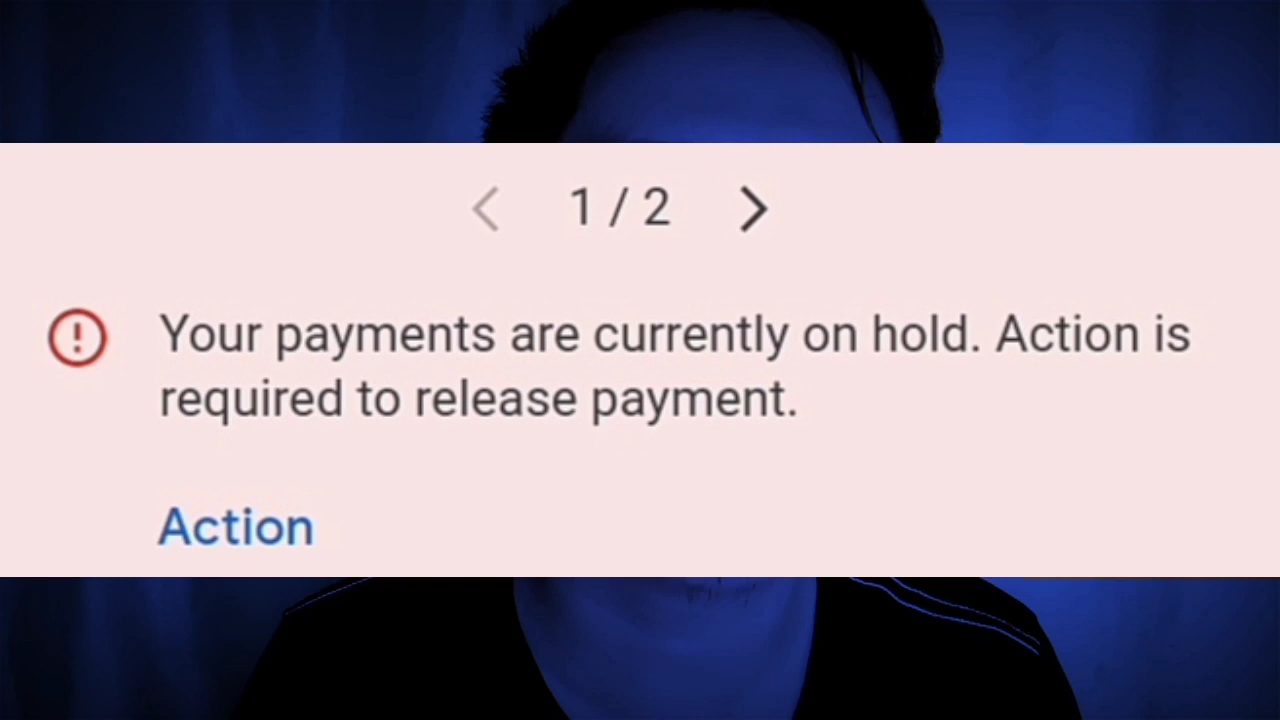 1 / 2
Your payments are currently on hold. Action is
required to release payment.
Action